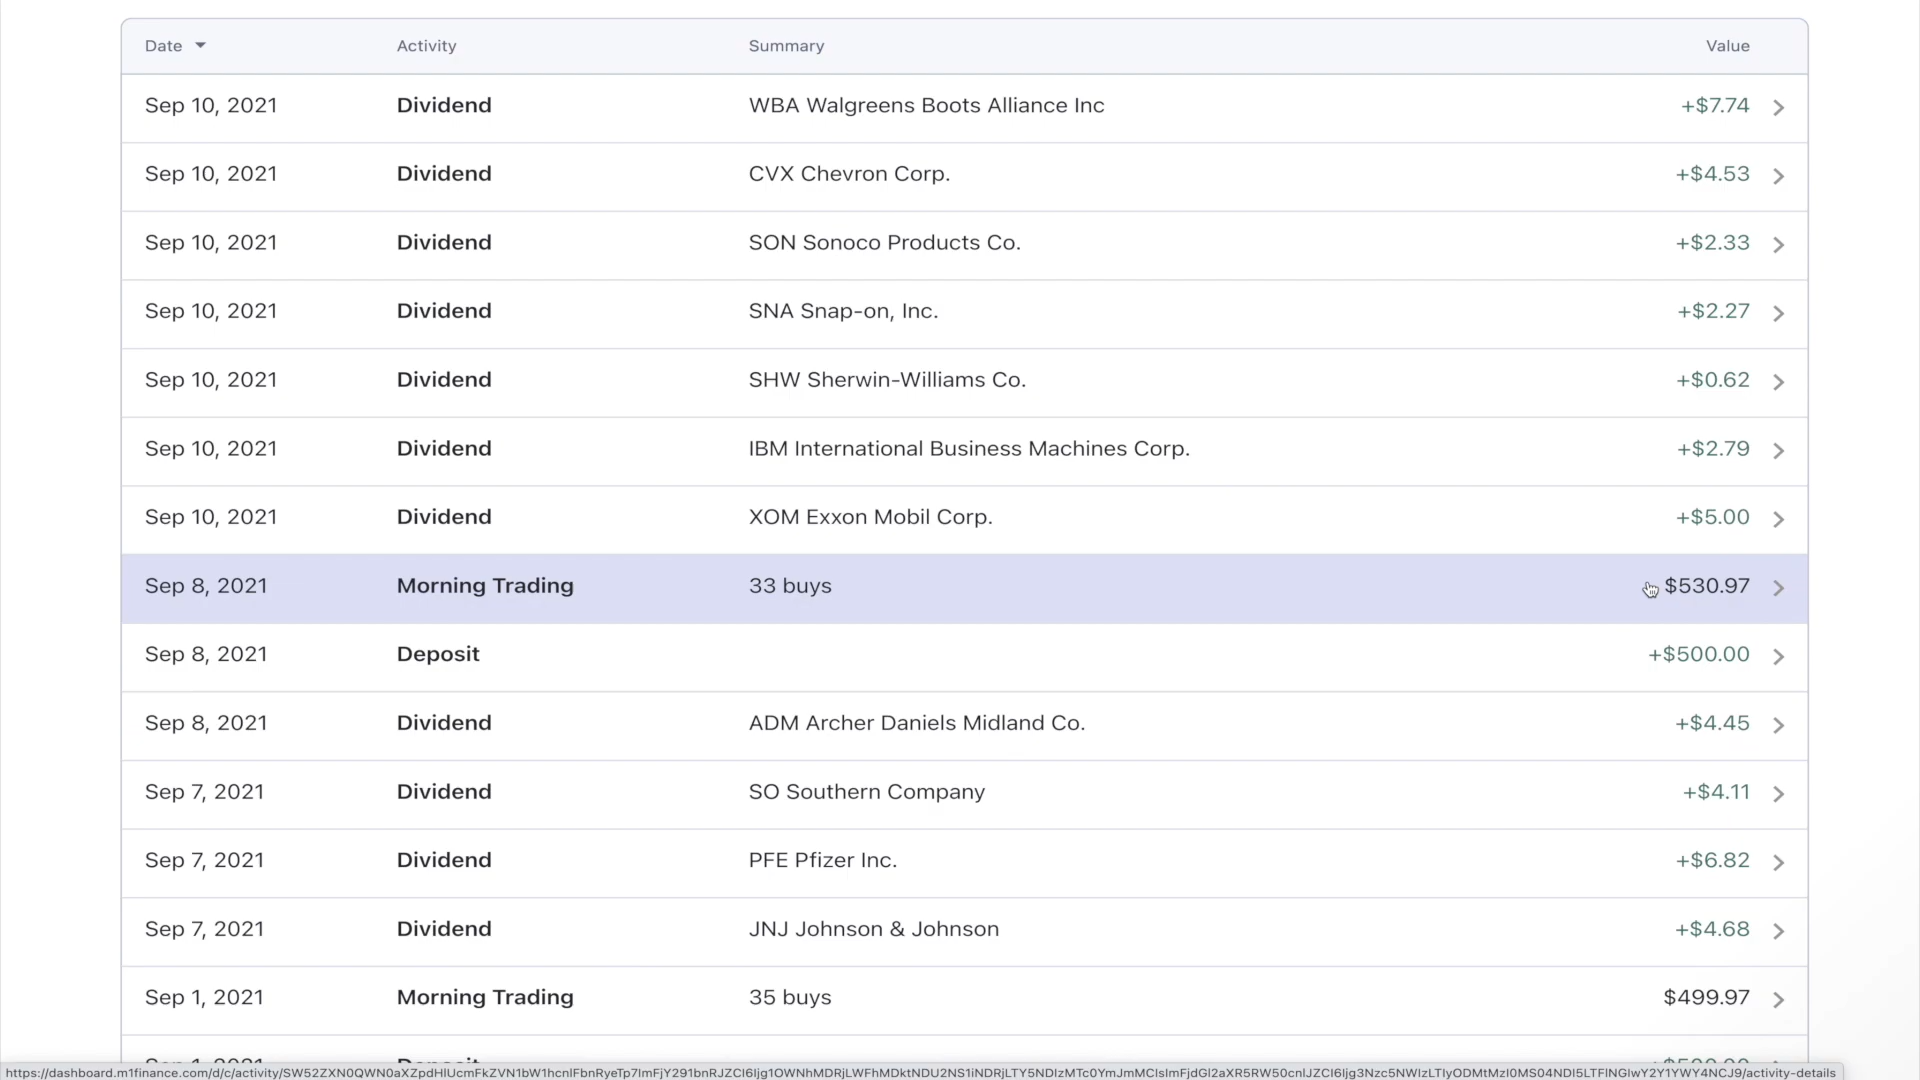 Date Activity Summary Value
Sep 10, 2021 Dividend WBA Walgreens Boots Alliance Inc +$7.74
Sep 10, 2021 Dividend CVX Chevron Corp. +$4.53
Sep 10, 2021 Dividend SON Sonoco Products Co. +$2.33
Sep 10, 2021 Dividend SNA Snap-on, Inc. +$2.27
Sep 10, 2021 Dividend SHW Sherwin-Williams Co. +$0.62
Sep 10, 2021 Dividend IBM International Business Machines Corp. +$2.79
Sep 10, 2021 Dividend XOM Exxon Mobil Corp. +$5.00
Sep 8, 2021 Morning Trading 33 buys $530.97
Sep 8, 2021 Deposit +$500.00
Sep 8, 2021 Dividend ADM Archer Daniels Midland Co. +$4.45
Sep 7, 2021 Dividend SO Southern Company +$4.11
Sep 7, 2021 Dividend PFE Pfizer Inc. +$6.82
Sep 7, 2021 Dividend JNJ Johnson & Johnson +$4.68
Sep 1, 2021 Morning Trading 35 buys $499.97
Sep 1, 2021 Deposit +$500.00